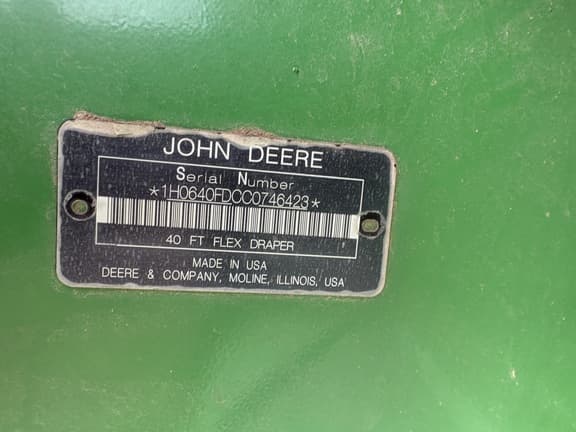 JOHN DEERE
Serial Number
*1H0640FDCC0746423*
40 FT FLEX DRAPER
MADE IN USA
DEERE & COMPANY, MOLINE, ILLINOIS, USA